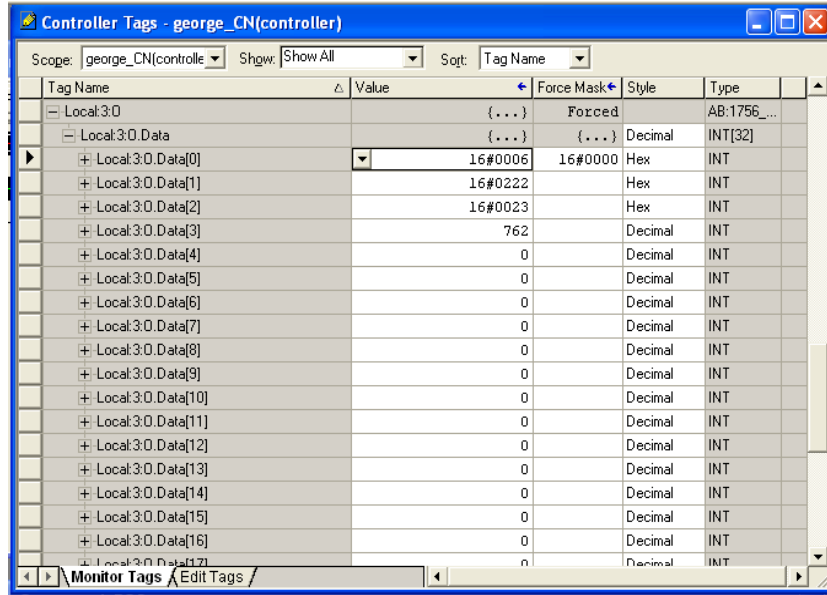 Controller Tags - george_CN(controller)
Scope: george_CN(controlle Show: Show All Sort: Tag Name
Tag Name Value Force Mask Style Type
Local:3:O {...} Forced AB:1756_...
Local:3:O.Data {...} {...} Decimal INT[32]
Local:3:O.Data[0] 16#0006 16#0000 Hex INT
Local:3:O.Data[1] 16#0222 Hex INT
Local:3:O.Data[2] 16#0023 Hex INT
Local:3:O.Data[3] 762 Decimal INT
Local:3:O.Data[4] 0 Decimal INT
Local:3:O.Data[5] 0 Decimal INT
Local:3:O.Data[6] 0 Decimal INT
Local:3:O.Data[7] 0 Decimal INT
Local:3:O.Data[8] 0 Decimal INT
Local:3:O.Data[9] 0 Decimal INT
Local:3:O.Data[10] 0 Decimal INT
Local:3:O.Data[11] 0 Decimal INT
Local:3:O.Data[12] 0 Decimal INT
Local:3:O.Data[13] 0 Decimal INT
Local:3:O.Data[14] 0 Decimal INT
Local:3:O.Data[15] 0 Decimal INT
Local:3:O.Data[16] 0 Decimal INT
Local:3:O.Data[17] 0 Decimal INT
Monitor Tags Edit Tags